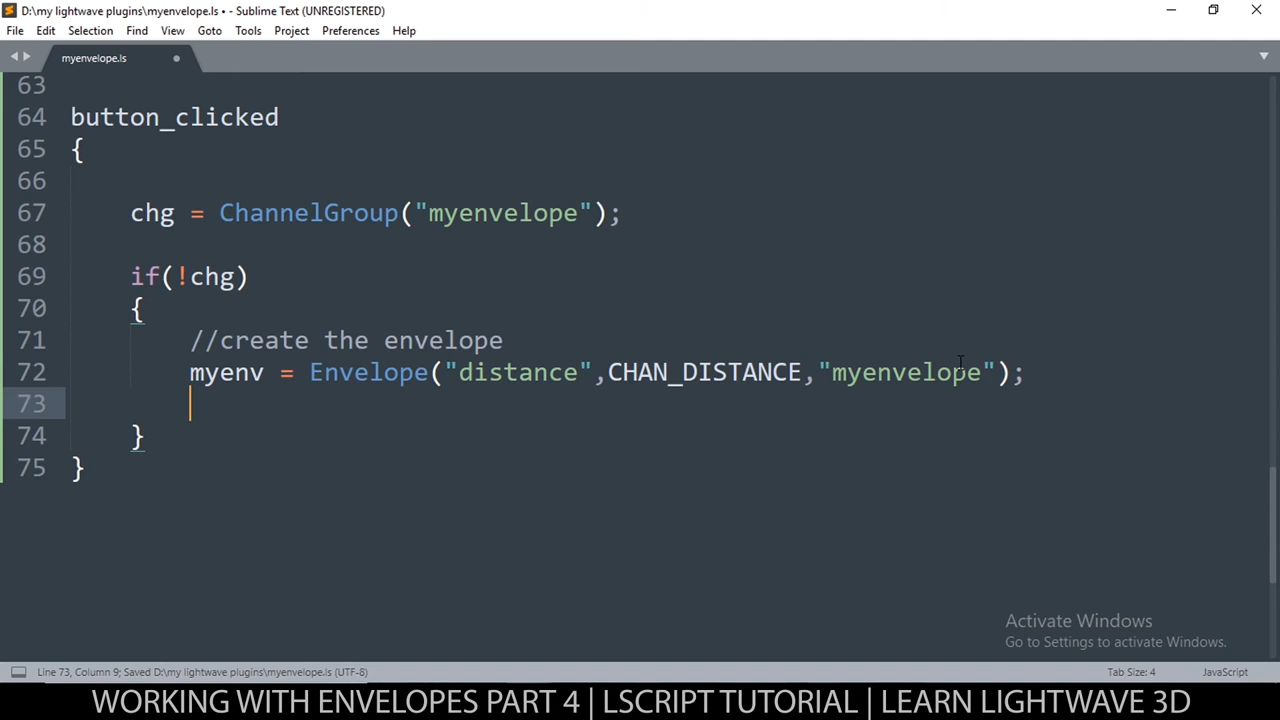 D:\my lightwave plugins\myenvelope.ls • - Sublime Text (UNREGISTERED)
File Edit Selection Find View Goto Tools Project Preferences Help
myenvelope.ls
63
64 button_clicked
65 {
66
67 chg = ChannelGroup("myenvelope");
68
69 if(!chg)
70 {
71 //create the envelope
72 myenv = Envelope("distance",CHAN_DISTANCE,"myenvelope");
73
74 }
75 }
Activate Windows
Go to Settings to activate Windows.
Line 73, Column 9; Saved D:\my lightwave plugins\myenvelope.ls (UTF-8) Tab Size: 4 JavaScript
WORKING WITH ENVELOPES PART 4 | LSCRIPT TUTORIAL | LEARN LIGHTWAVE 3D